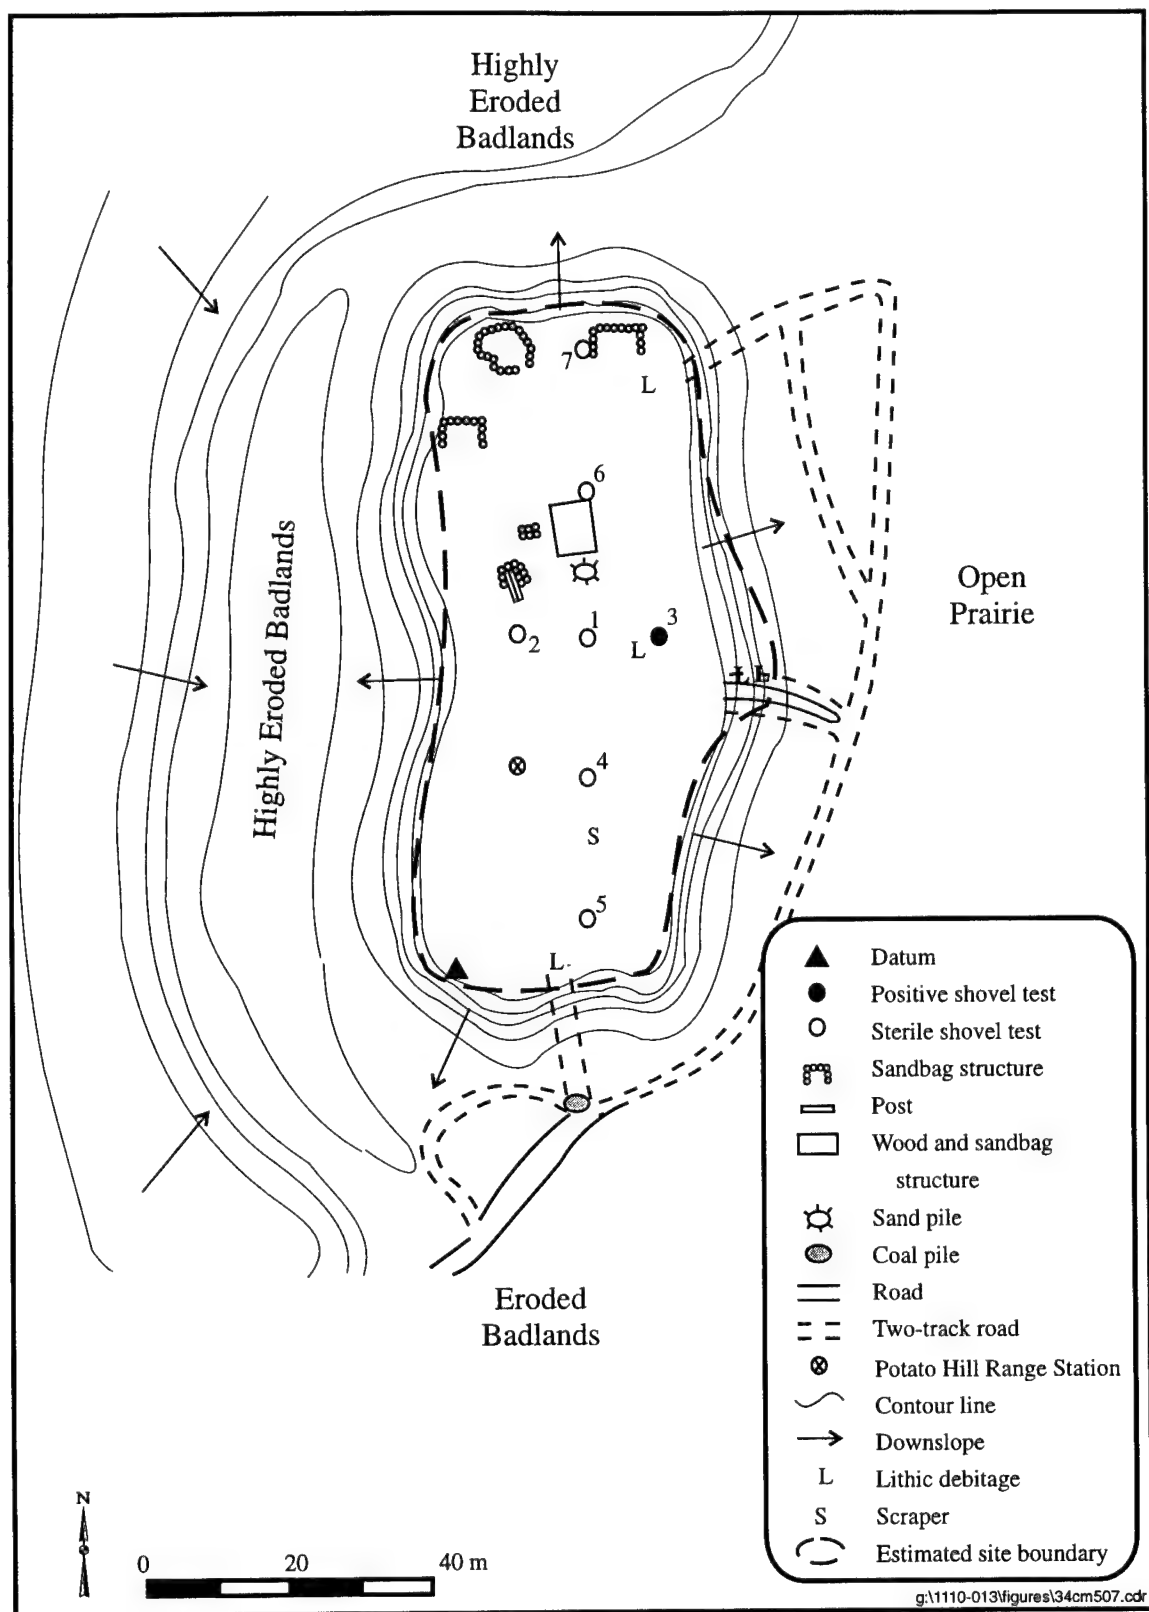 Highly
Eroded
Badlands
7
L
6
Highly Eroded Badlands
Open
Prairie
2
1
3
L
L L
4
S
5
L
Eroded
Badlands
Datum
Positive shovel test
Sterile shovel test
Sandbag structure
Post
Wood and sandbag
structure
Sand pile
Coal pile
Road
Two-track road
Potato Hill Range Station
Contour line
Downslope
L Lithic debitage
S Scraper
Estimated site boundary
N
0 20 40 m
g:\1110-013\figures\34cm507.cdr